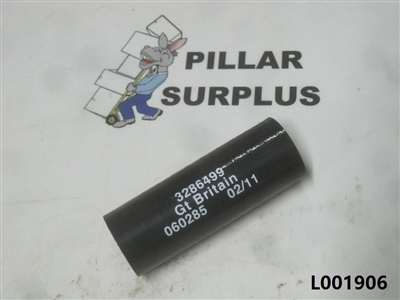 PILLAR
SURPLUS
3286499
Gt Britain
060285 02/11
L001906